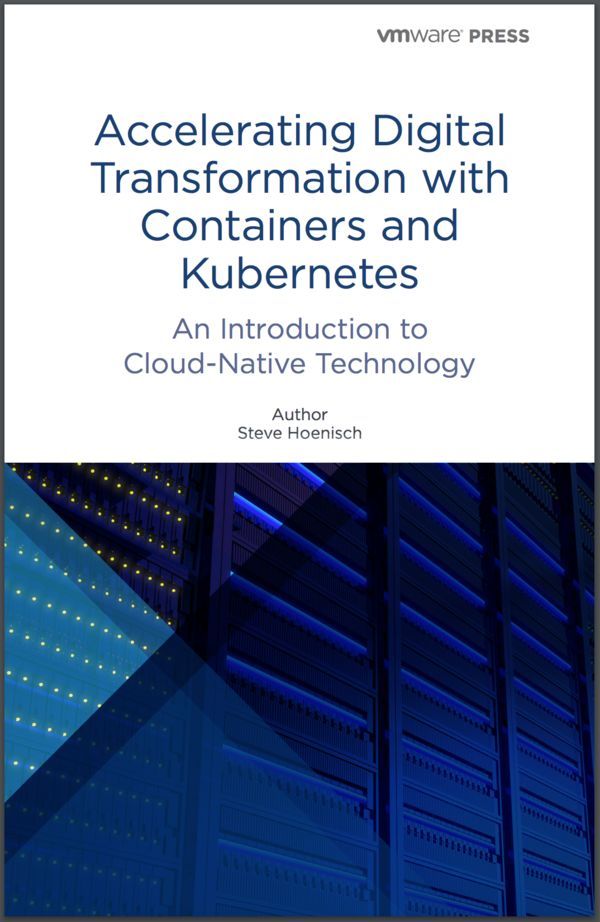 vmware® PRESS
Accelerating Digital
Transformation with
Containers and
Kubernetes
An Introduction to
Cloud-Native Technology
Author
Steve Hoenisch